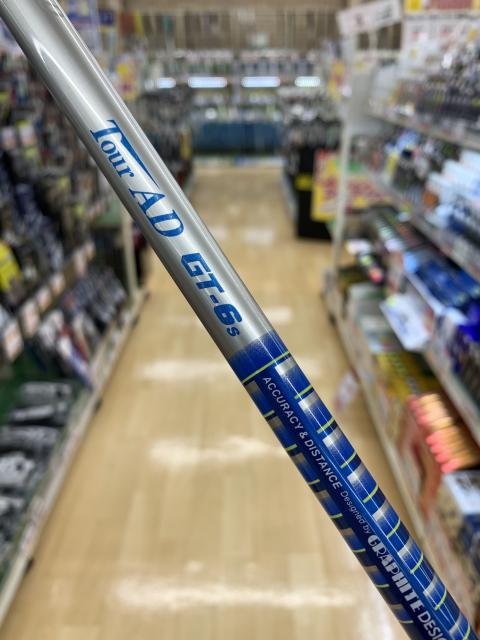 Tour AD GT-6s
ACCURACY & DISTANCE Designed by GRAPHITE DESI